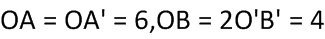 OA = OA' = 6,OB = 2O'B' = 4